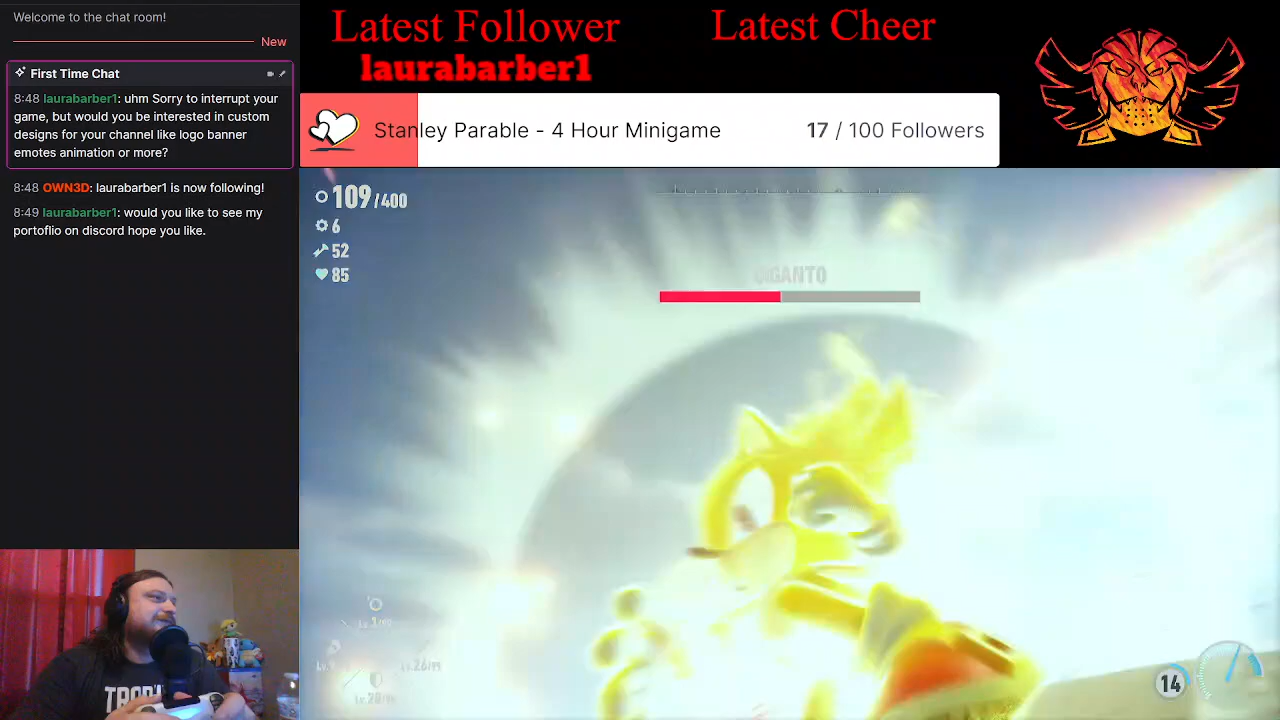 Welcome to the chat room!
New
First Time Chat
8:48 laurabarber1: uhm Sorry to interrupt your
game, but would you be interested in custom
designs for your channel like logo banner
emotes animation or more?
8:48 OWN3D: laurabarber1 is now following!
8:49 laurabarber1: would you like to see my
portoflio on discord hope you like.
Latest Follower
laurabarber1
Latest Cheer
Stanley Parable - 4 Hour Minigame
17 / 100 Followers
109/400
6
52
85
GIGANTO
14